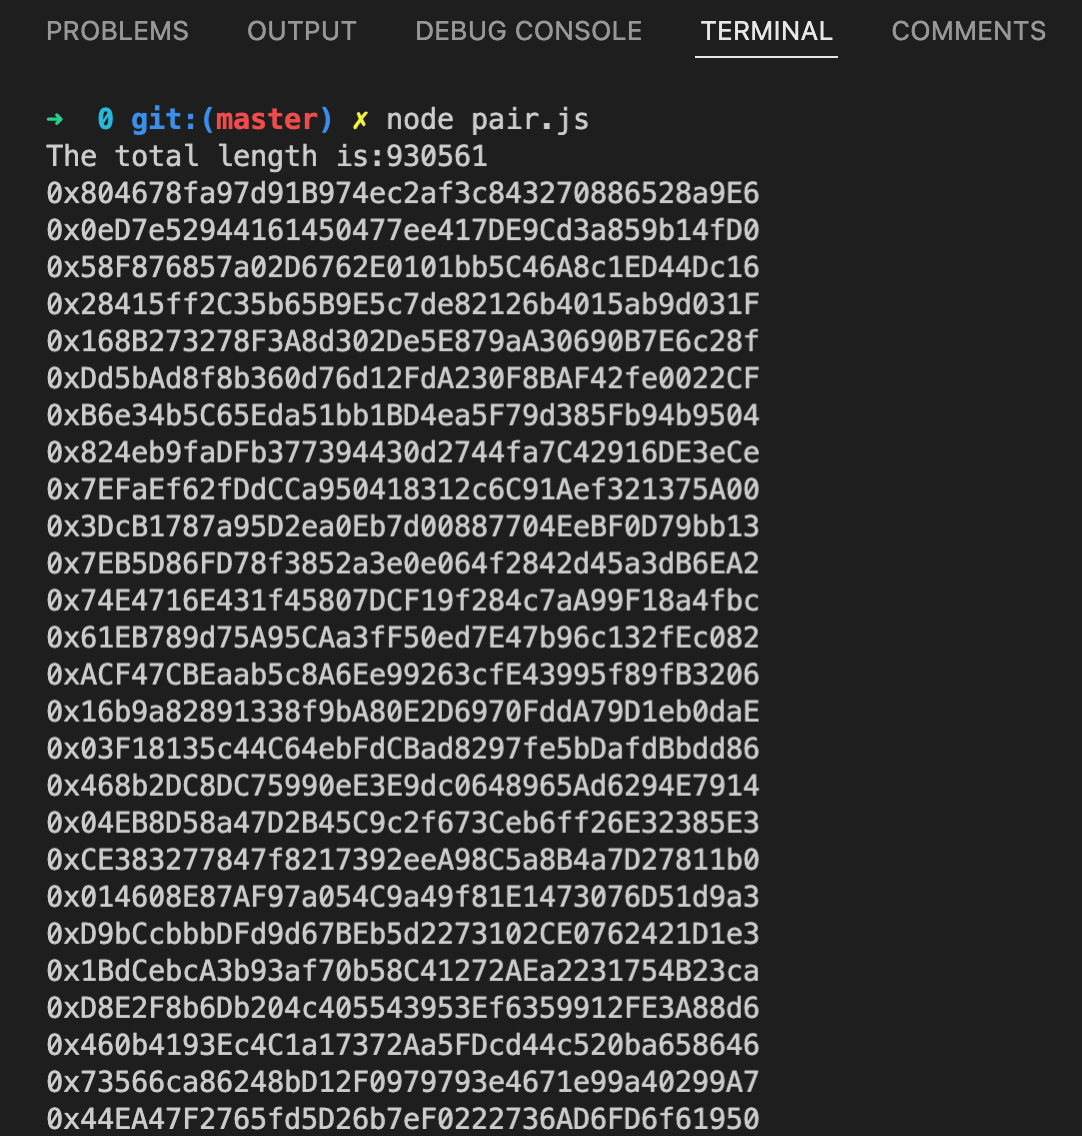 PROBLEMS OUTPUT DEBUG CONSOLE TERMINAL COMMENTS
➜ 0 git:(master) ✗ node pair.js
The total length is:930561
0x804678fa97d91B974ec2af3c843270886528a9E6
0x0eD7e52944161450477ee417DE9Cd3a859b14fD0
0x58F876857a02D6762E0101bb5C46A8c1ED44Dc16
0x28415ff2C35b65B9E5c7de82126b4015ab9d031F
0x168B273278F3A8d302De5E879aA30690B7E6c28f
0xDd5bAd8f8b360d76d12FdA230F8BAF42fe0022CF
0xB6e34b5C65Eda51bb1BD4ea5F79d385Fb94b9504
0x824eb9faDFb377394430d2744fa7C42916DE3eCe
0x7EFaEf62fDdCCa950418312c6C91Aef321375A00
0x3DcB1787a95D2ea0Eb7d00887704EeBF0D79bb13
0x7EB5D86FD78f3852a3e0e064f2842d45a3dB6EA2
0x74E4716E431f45807DCF19f284c7aA99F18a4fbc
0x61EB789d75A95CAa3fF50ed7E47b96c132fEc082
0xACF47CBEaab5c8A6Ee99263cfE43995f89fB3206
0x16b9a82891338f9bA80E2D6970FddA79D1eb0daE
0x03F18135c44C64ebFdCBad8297fe5bDafdBbdd86
0x468b2DC8DC75990eE3E9dc0648965Ad6294E7914
0x04EB8D58a47D2B45C9c2f673Ceb6ff26E32385E3
0xCE383277847f8217392eeA98C5a8B4a7D27811b0
0x014608E87AF97a054C9a49f81E1473076D51d9a3
0xD9bCcbbbDFd9d67BEb5d2273102CE0762421D1e3
0x1BdCebcA3b93af70b58C41272AEa2231754B23ca
0xD8E2F8b6Db204c405543953Ef6359912FE3A88d6
0x460b4193Ec4C1a17372Aa5FDcd44c520ba658646
0x73566ca86248bD12F0979793e4671e99a40299A7
0x44EA47F2765fd5D26b7eF0222736AD6FD6f61950